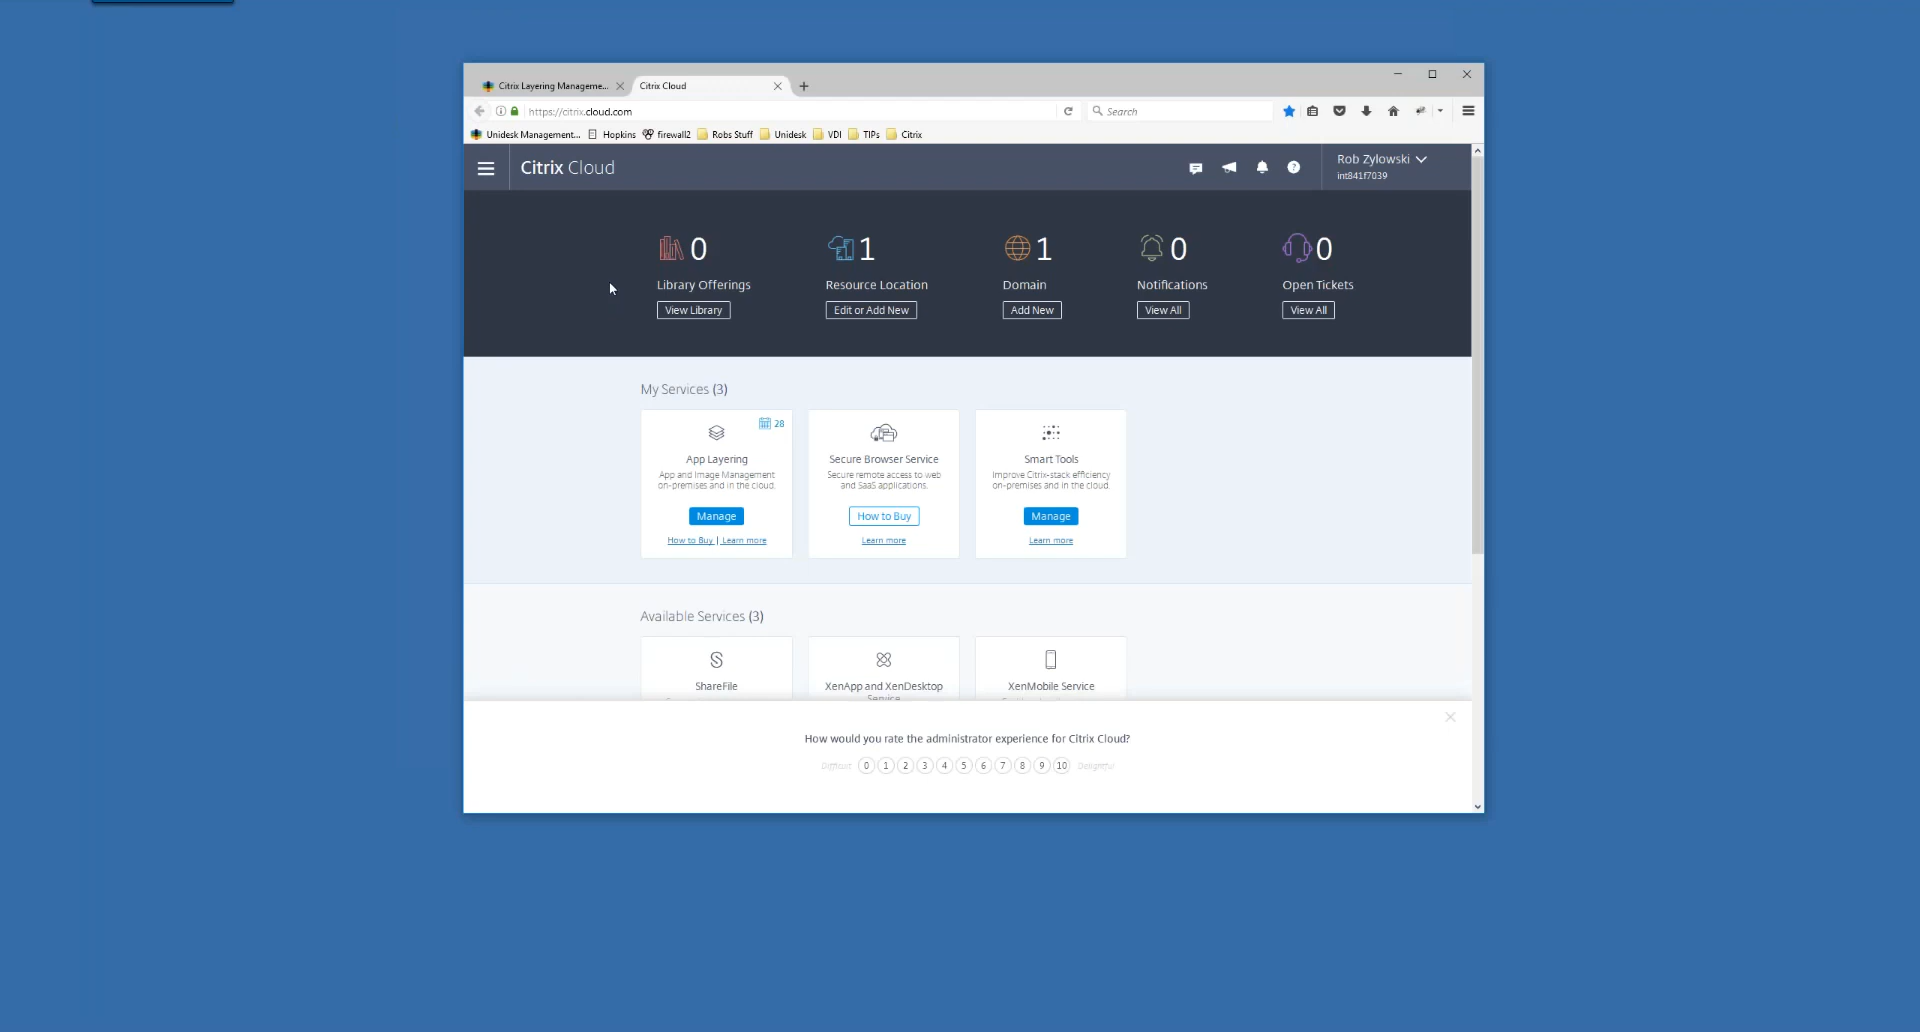 Citrix Layering Manageme...
Citrix Cloud
https://citrix.cloud.com
Search
Unidesk Management...
Hopkins
firewall2
Robs Stuff
Unidesk
VDI
TIPs
Citrix
Citrix Cloud
Rob Zylowski
int841f7039
0
1
1
0
0
Library Offerings
Resource Location
Domain
Notifications
Open Tickets
View Library
Edit or Add New
Add New
View All
View All
My Services (3)
28
App Layering
App and Image Management
on-premises and in the cloud.
Manage
How to Buy | Learn more
Secure Browser Service
Secure remote access to web
and SaaS applications.
How to Buy
Learn more
Smart Tools
Improve Citrix-stack efficiency
on-premises and in the cloud
Manage
Learn more
Available Services (3)
ShareFile
XenApp and XenDesktop
Service
XenMobile Service
How would you rate the administrator experience for Citrix Cloud?
Difficult 0 1 2 3 4 5 6 7 8 9 10 Delightful